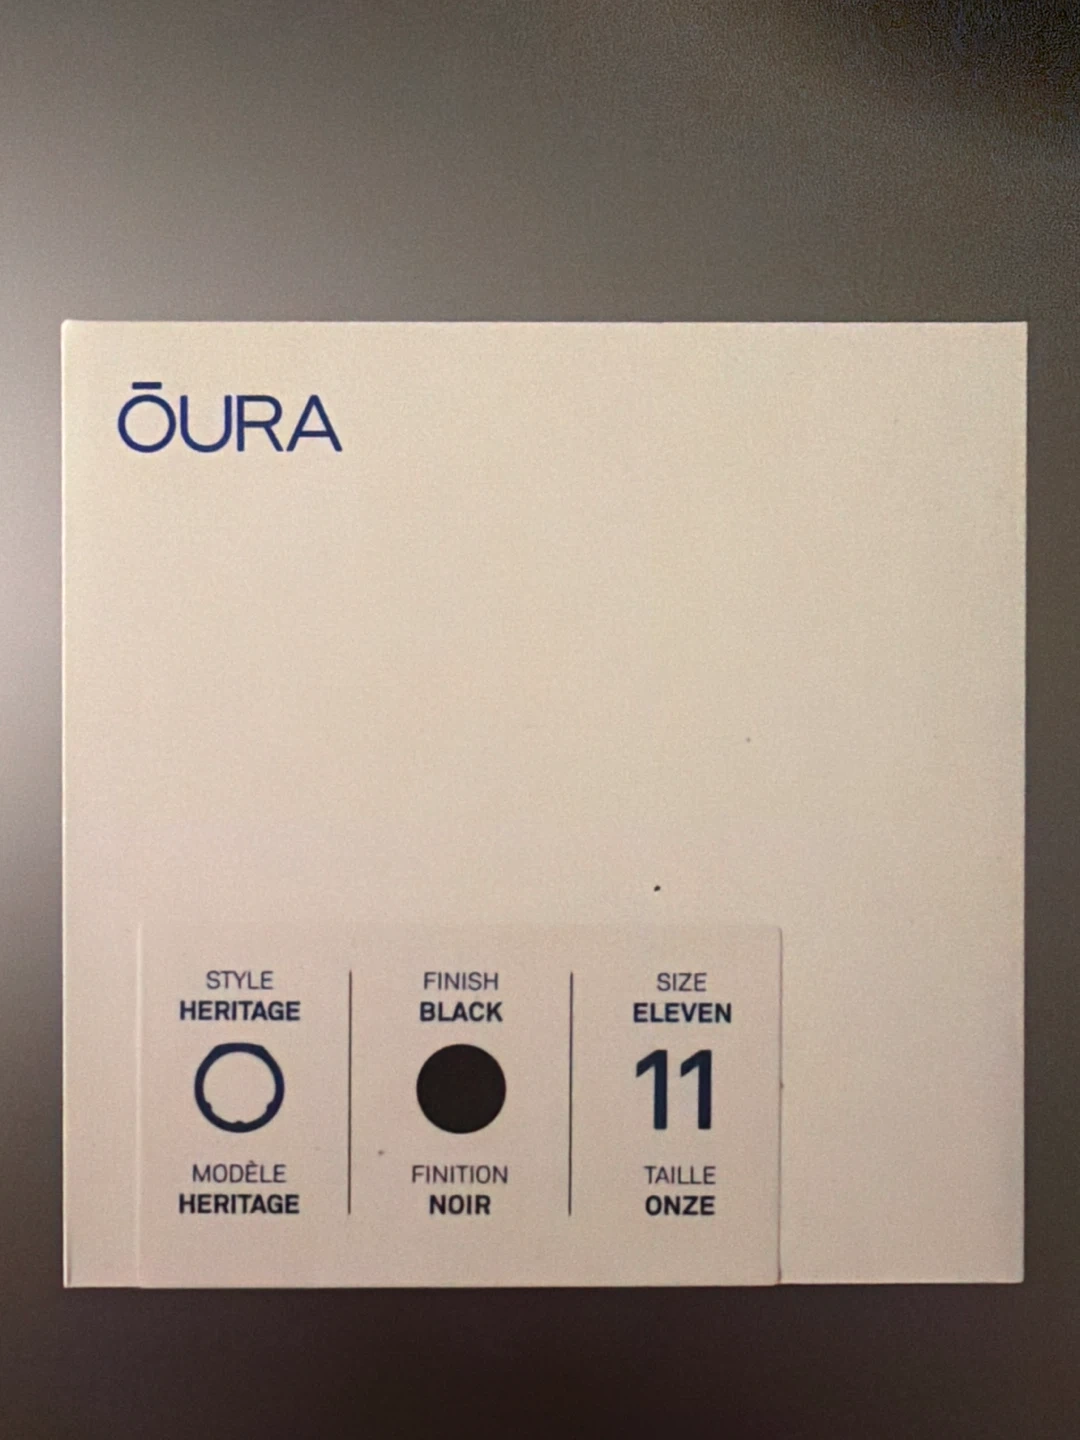 ŌURA
STYLE
HERITAGE
MODÈLE
HERITAGE
FINISH
BLACK
FINITION
NOIR
SIZE
ELEVEN
11
TAILLE
ONZE